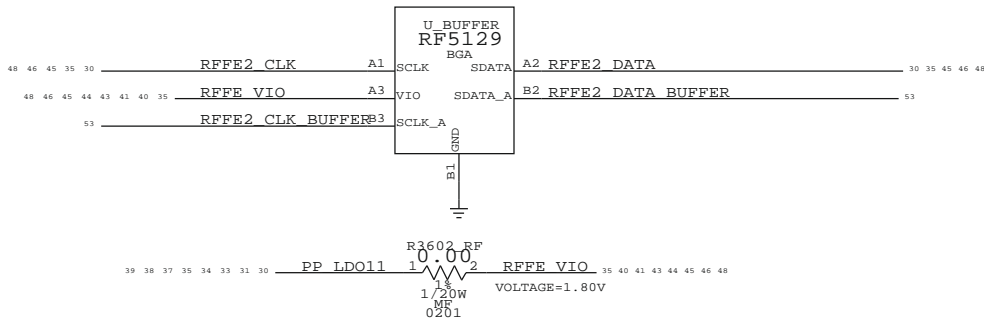 U_BUFFER
RF5129
BGA
48 46 45 35 30 RFFE2_CLK A1 SCLK SDATA A2 RFFE2_DATA 30 35 45 46 48
48 46 45 44 43 41 40 35 RFFE_VIO A3 VIO SDATA_A B2 RFFE2_DATA_BUFFER 53
53 RFFE2_CLK_BUFFER B3 SCLK_A
GND
B1
R3602_RF
0.00
39 38 37 35 34 33 31 30 PP_LDO11 1 2 RFFE_VIO 35 40 41 43 44 45 46 48
1% VOLTAGE=1.80V
1/20W
MF
0201